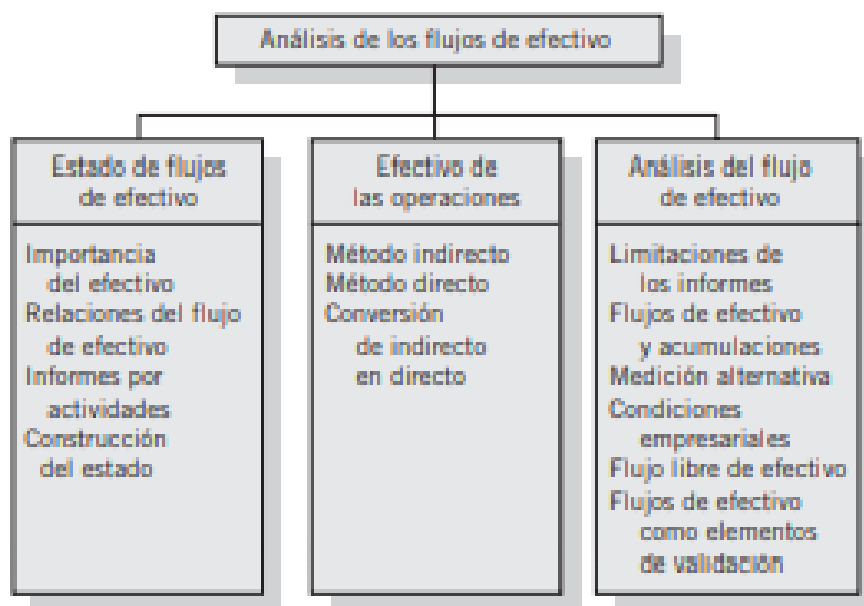 Análisis de los flujos de efectivo
Estado de flujos
de efectivo
Importancia
del efectivo
Relaciones del flujo
de efectivo
Informes por
actividades
Construcción
del estado
Efectivo de
las operaciones
Método indirecto
Método directo
Conversión
de indirecto
en directo
Análisis del flujo
de efectivo
Limitaciones de
los informes
Flujos de efectivo
y acumulaciones
Medición alternativa
Condiciones
empresariales
Flujo libre de efectivo
Flujos de efectivo
como elementos
de validación